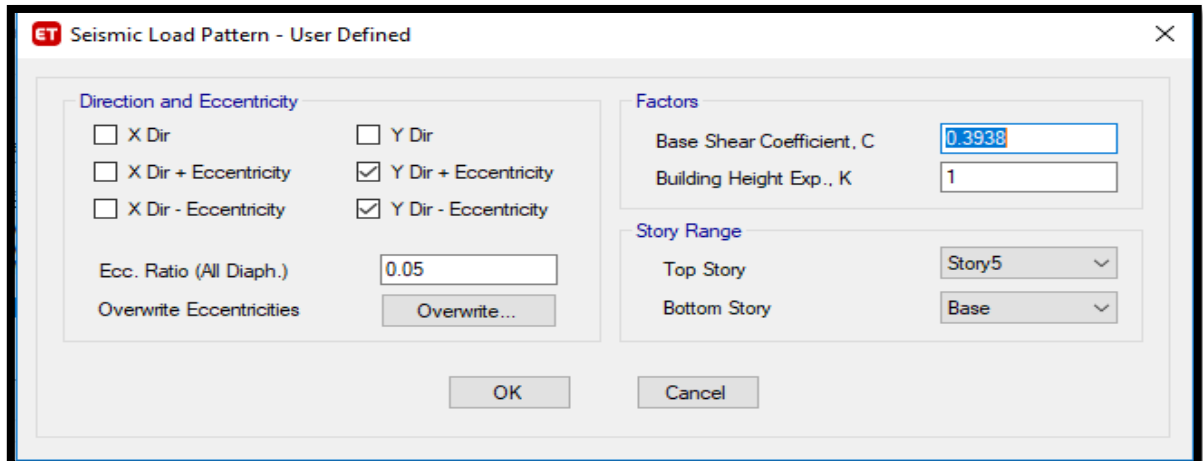 ET Seismic Load Pattern - User Defined
Direction and Eccentricity
X Dir
Y Dir
X Dir + Eccentricity
Y Dir + Eccentricity
X Dir - Eccentricity
Y Dir - Eccentricity
Ecc. Ratio (All Diaph.)
0.05
Overwrite Eccentricities
Overwrite...
Factors
Base Shear Coefficient, C
0.3938
Building Height Exp., K
1
Story Range
Top Story
Story5
Bottom Story
Base
OK
Cancel